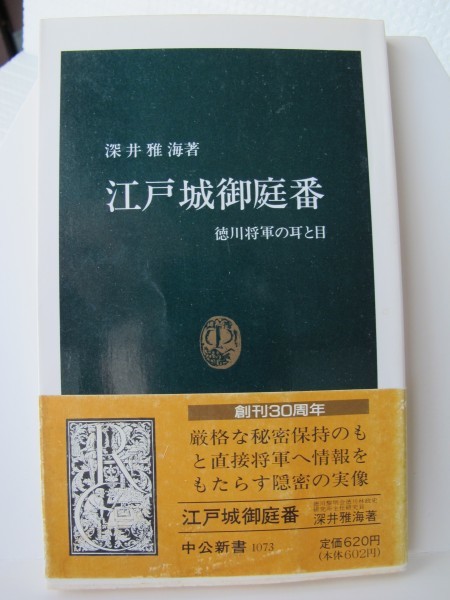 深井雅海著
江戸城御庭番
徳川将軍の耳と目
創刊30周年
厳格な秘密保持のも
と直接将軍へ情報を
もたらす隠密の実像
江戸城御庭番
深井雅海著
中公新書 1073
定価620円
(本体602円)